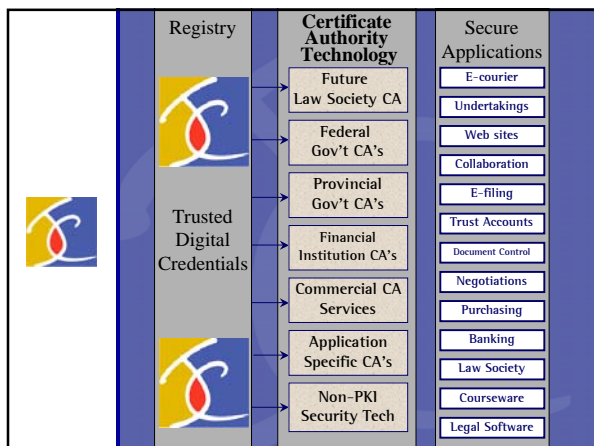 Registry
Trusted
Digital
Credentials
Certificate
Authority
Technology
Future
Law Society CA
Federal
Gov't CA's
Provincial
Gov't CA's
Financial
Institution CA's
Commercial CA
Services
Application
Specific CA's
Non-PKI
Security Tech
Secure
Applications
E-courier
Undertakings
Web sites
Collaboration
E-filing
Trust Accounts
Document Control
Negotiations
Purchasing
Banking
Law Society
Courseware
Legal Software